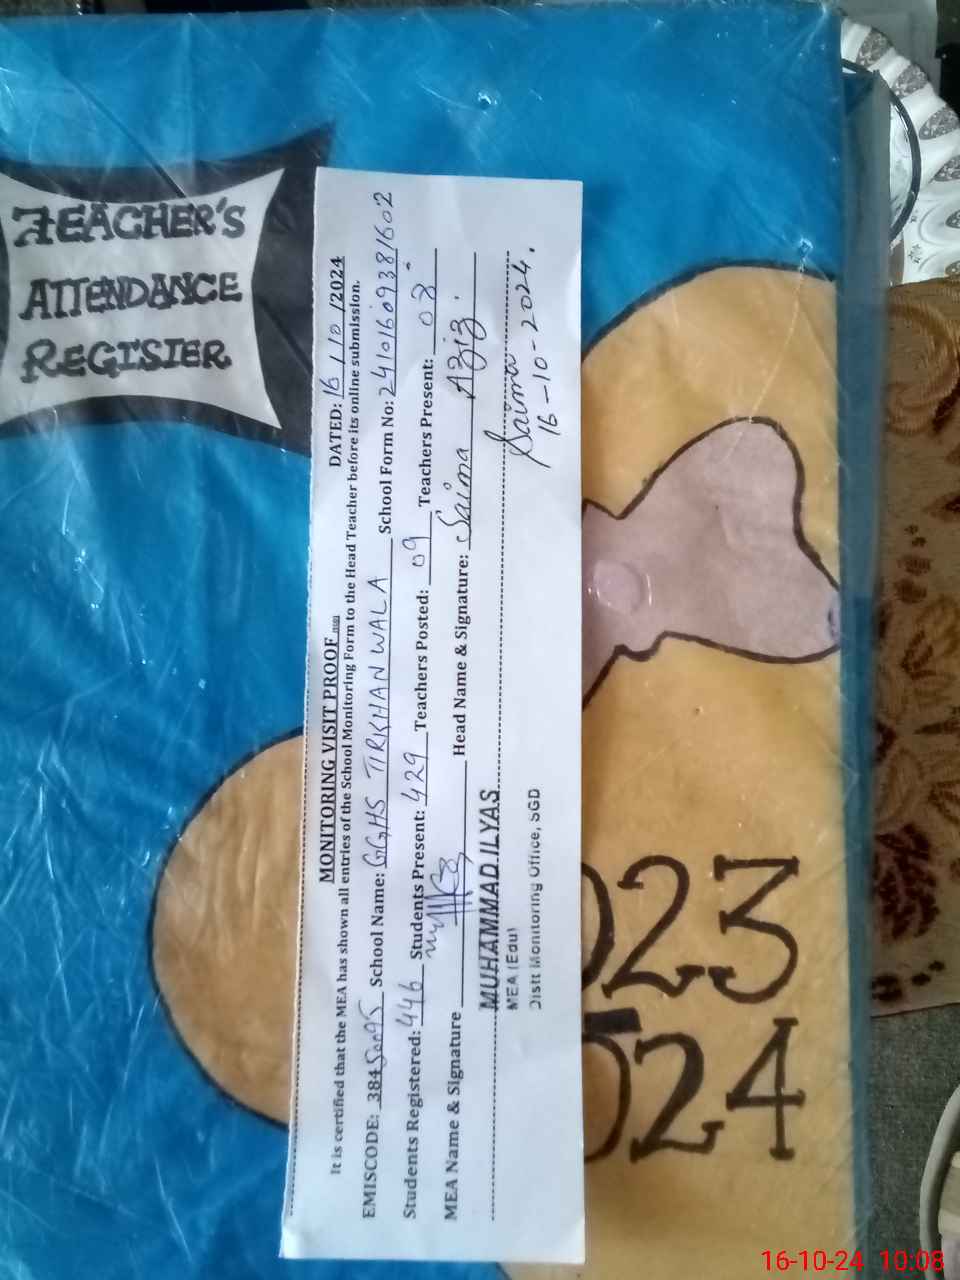 TEACHER'S
ATTENDANCE
REGISTER
MONITORING VISIT PROOF
DATED: 16/10/2024
It is certified that the MEA has shown all entries of the School Monitoring Form to the Head Teacher before its online submission.
EMISCODE: 38450095 School Name: GGHS TIRKHANWALA School Form No: 24101609381602
Students Registered: 446 Students Present: 429 Teachers Posted: 09 Teachers Present: 08
MEA Name & Signature Head Name & Signature: Saima Aziz
MUHAMMAD ILYAS
MEA (Edu)
Distt Monitoring Office, SGD
Saima
16-10-2024.
023
024
16-10-24 10:08